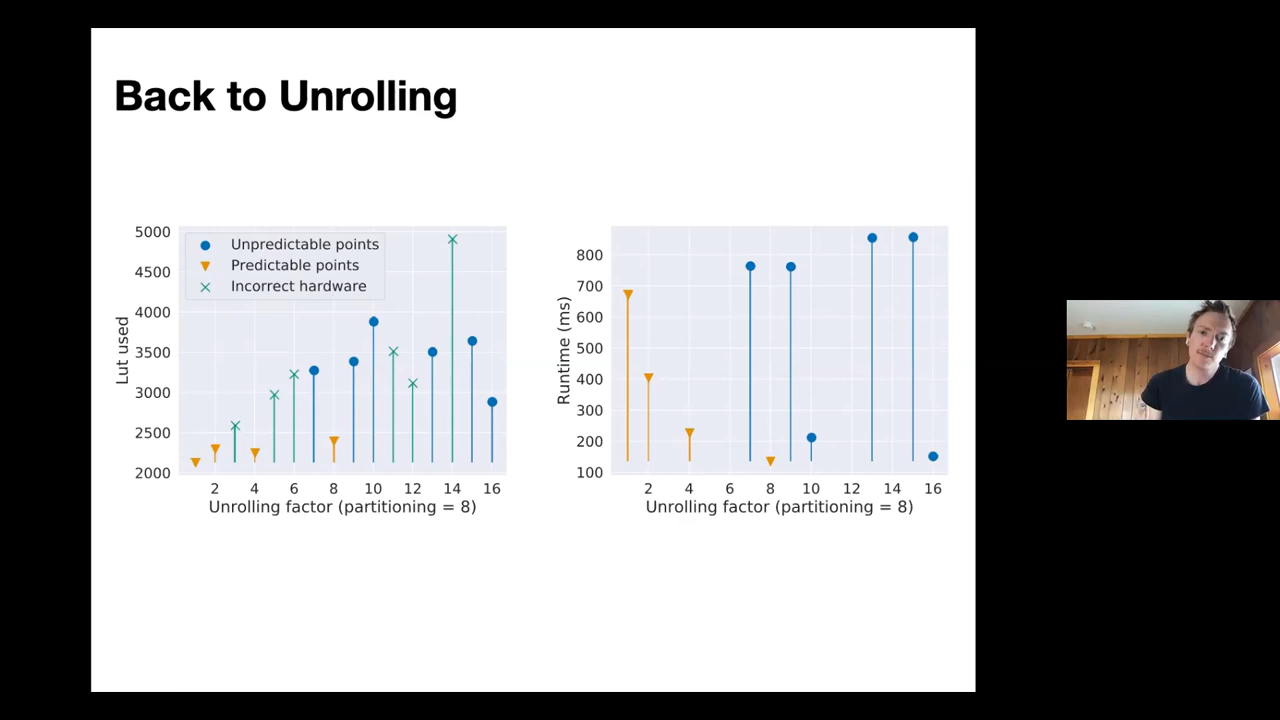 Back to Unrolling
5000
4500
4000
3500
3000
2500
2000
Lut used
Unpredictable points
Predictable points
Incorrect hardware
2 4 6 8 10 12 14 16
Unrolling factor (partitioning = 8)
800
700
600
500
400
300
200
100
Runtime (ms)
2 4 6 8 10 12 14 16
Unrolling factor (partitioning = 8)